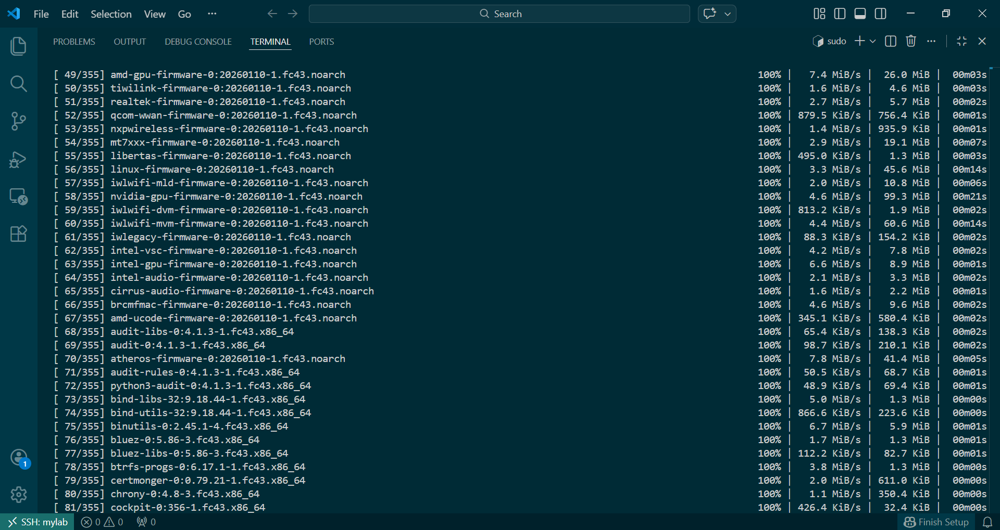 File Edit Selection View Go ··· Search
PROBLEMS OUTPUT DEBUG CONSOLE TERMINAL PORTS sudo
[ 49/355] amd-gpu-firmware-0:20260110-1.fc43.noarch 100% | 7.4 MiB/s | 26.0 MiB | 00m03s
[ 50/355] tiwilink-firmware-0:20260110-1.fc43.noarch 100% | 1.6 MiB/s | 4.6 MiB | 00m03s
[ 51/355] realtek-firmware-0:20260110-1.fc43.noarch 100% | 2.7 MiB/s | 5.7 MiB | 00m02s
[ 52/355] qcom-wwan-firmware-0:20260110-1.fc43.noarch 100% | 879.5 KiB/s | 756.4 KiB | 00m01s
[ 53/355] nxpwireless-firmware-0:20260110-1.fc43.noarch 100% | 1.4 MiB/s | 935.9 KiB | 00m01s
[ 54/355] mt7xxx-firmware-0:20260110-1.fc43.noarch 100% | 2.9 MiB/s | 19.1 MiB | 00m07s
[ 55/355] libertas-firmware-0:20260110-1.fc43.noarch 100% | 495.0 KiB/s | 1.3 MiB | 00m03s
[ 56/355] linux-firmware-0:20260110-1.fc43.noarch 100% | 3.3 MiB/s | 45.6 MiB | 00m14s
[ 57/355] iwlwifi-mld-firmware-0:20260110-1.fc43.noarch 100% | 2.0 MiB/s | 10.8 MiB | 00m06s
[ 58/355] nvidia-gpu-firmware-0:20260110-1.fc43.noarch 100% | 4.6 MiB/s | 99.3 MiB | 00m21s
[ 59/355] iwlwifi-dvm-firmware-0:20260110-1.fc43.noarch 100% | 813.2 KiB/s | 1.9 MiB | 00m02s
[ 60/355] iwlwifi-mvm-firmware-0:20260110-1.fc43.noarch 100% | 4.4 MiB/s | 60.6 MiB | 00m14s
[ 61/355] iwlegacy-firmware-0:20260110-1.fc43.noarch 100% | 88.3 KiB/s | 154.2 KiB | 00m02s
[ 62/355] intel-vsc-firmware-0:20260110-1.fc43.noarch 100% | 4.2 MiB/s | 7.8 MiB | 00m02s
[ 63/355] intel-gpu-firmware-0:20260110-1.fc43.noarch 100% | 6.6 MiB/s | 8.9 MiB | 00m01s
[ 64/355] intel-audio-firmware-0:20260110-1.fc43.noarch 100% | 2.1 MiB/s | 3.3 MiB | 00m02s
[ 65/355] cirrus-audio-firmware-0:20260110-1.fc43.noarch 100% | 1.6 MiB/s | 2.2 MiB | 00m01s
[ 66/355] brcmfmac-firmware-0:20260110-1.fc43.noarch 100% | 4.6 MiB/s | 9.6 MiB | 00m02s
[ 67/355] amd-ucode-firmware-0:20260110-1.fc43.noarch 100% | 345.1 KiB/s | 580.4 KiB | 00m02s
[ 68/355] audit-libs-0:4.1.3-1.fc43.x86_64 100% | 65.4 KiB/s | 138.3 KiB | 00m02s
[ 69/355] audit-0:4.1.3-1.fc43.x86_64 100% | 98.7 KiB/s | 210.1 KiB | 00m02s
[ 70/355] atheros-firmware-0:20260110-1.fc43.noarch 100% | 7.8 MiB/s | 41.4 MiB | 00m05s
[ 71/355] audit-rules-0:4.1.3-1.fc43.x86_64 100% | 50.5 KiB/s | 68.7 KiB | 00m01s
[ 72/355] python3-audit-0:4.1.3-1.fc43.x86_64 100% | 48.9 KiB/s | 69.4 KiB | 00m01s
[ 73/355] bind-libs-32:9.18.44-1.fc43.x86_64 100% | 5.0 MiB/s | 1.3 MiB | 00m00s
[ 74/355] bind-utils-32:9.18.44-1.fc43.x86_64 100% | 866.6 KiB/s | 223.6 KiB | 00m00s
[ 75/355] binutils-0:2.45.1-4.fc43.x86_64 100% | 6.7 MiB/s | 5.9 MiB | 00m01s
[ 76/355] bluez-0:5.86-3.fc43.x86_64 100% | 1.7 MiB/s | 1.3 MiB | 00m01s
[ 77/355] bluez-libs-0:5.86-3.fc43.x86_64 100% | 112.2 KiB/s | 82.7 KiB | 00m01s
[ 78/355] btrfs-progs-0:6.17.1-1.fc43.x86_64 100% | 3.8 MiB/s | 1.3 MiB | 00m00s
[ 79/355] certmonger-0:0.79.21-1.fc43.x86_64 100% | 2.0 MiB/s | 611.0 KiB | 00m00s
[ 80/355] chrony-0:4.8-3.fc43.x86_64 100% | 1.1 MiB/s | 350.4 KiB | 00m00s
[ 81/355] cockpit-0:356-1.fc43.x86_64 100% | 426.4 KiB/s | 32.4 KiB | 00m00s
1
SSH: mylab 0 0 0 Finish Setup